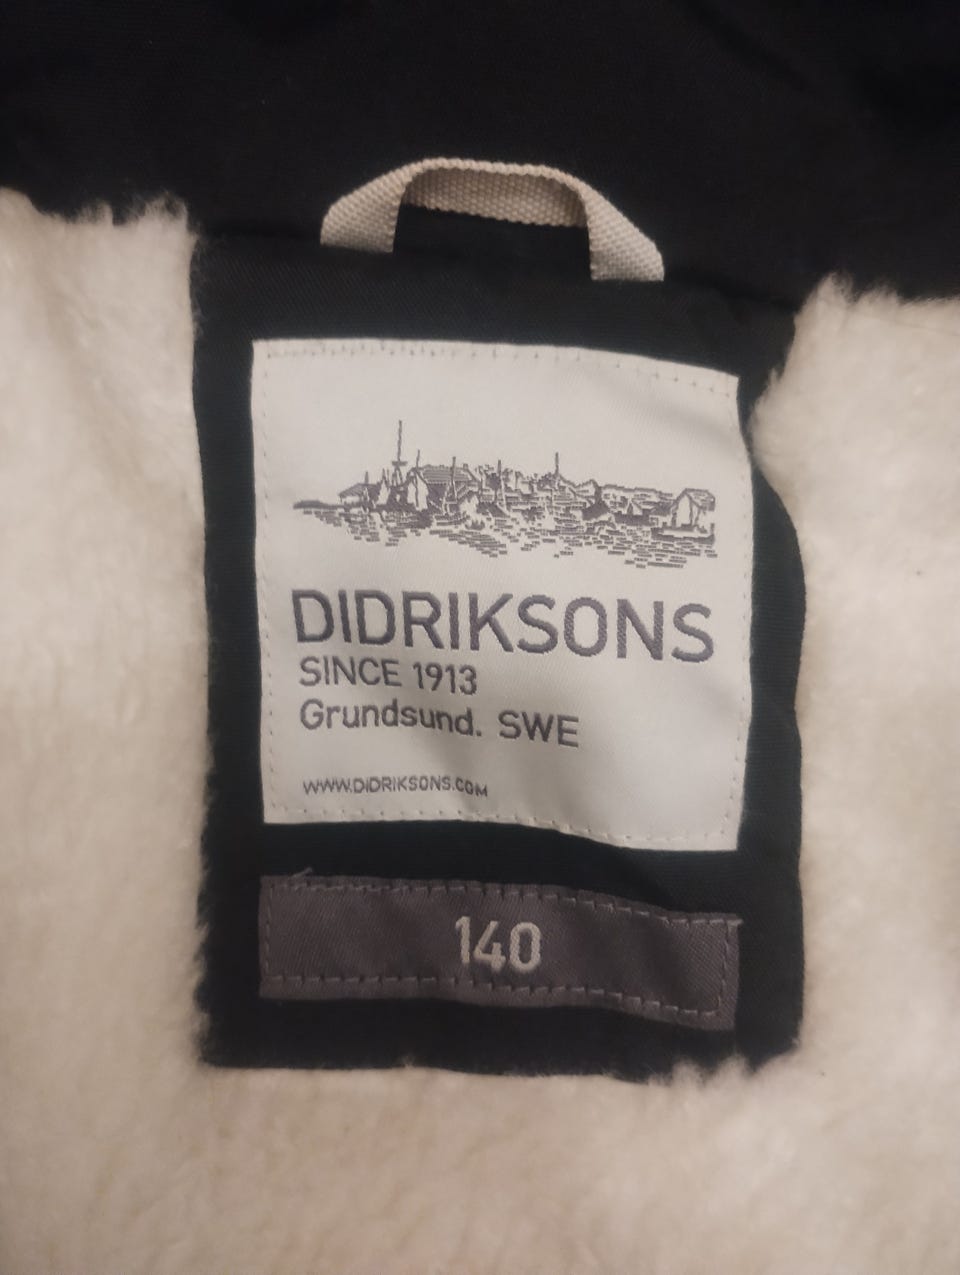 DIDRIKSONS
SINCE 1913
Grundsund. SWE
WWW.DIDRIKSONS.COM
140